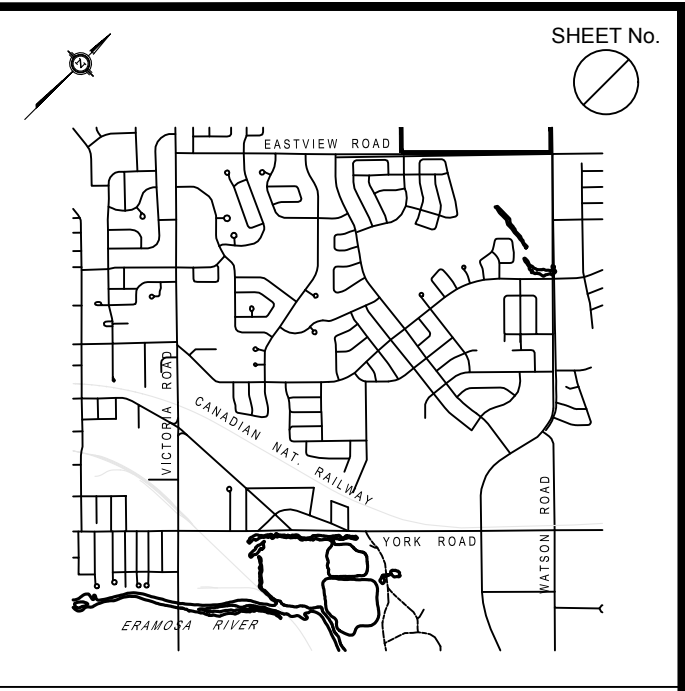 SHEET No.
N
EASTVIEW ROAD
VICTORIA ROAD
CANADIAN NAT. RAILWAY
YORK ROAD
WATSON ROAD
ERAMOSA RIVER